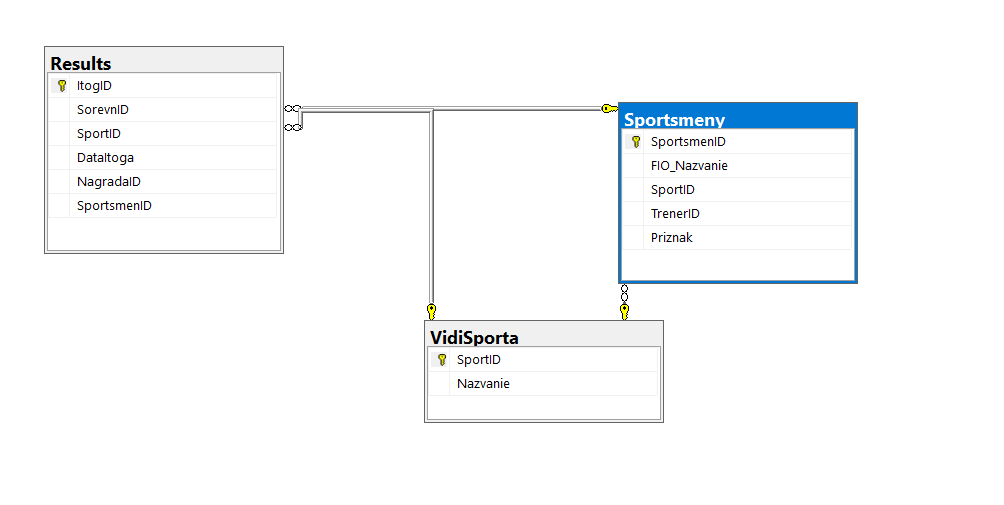 Results
ItogID
SorevnID
SportID
DataItoga
NagradaID
SportsmenID
Sportsmeny
SportsmenID
FIO_Nazvanie
SportID
TrenerID
Priznak
VidiSporta
SportID
Nazvanie